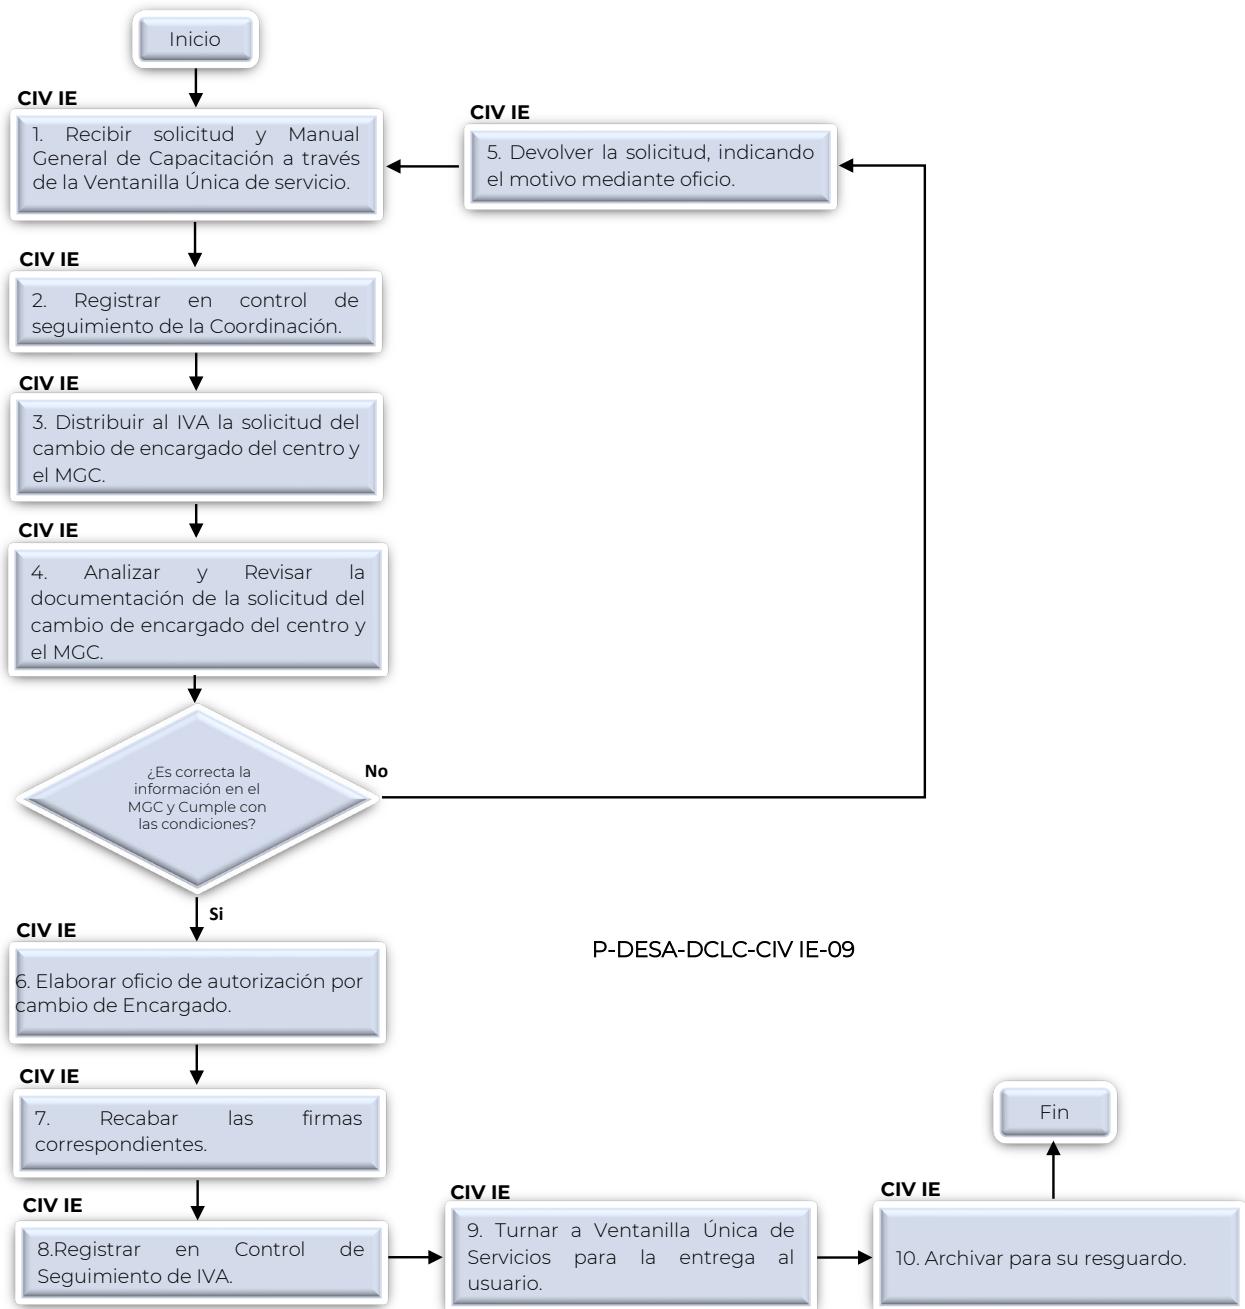 Inicio
CIV IE
1. Recibir solicitud y Manual
General de Capacitación a través
de la Ventanilla Única de servicio.
CIV IE
5. Devolver la solicitud, indicando
el motivo mediante oficio.
CIV IE
2. Registrar en control de
seguimiento de la Coordinación.
CIV IE
3. Distribuir al IVA la solicitud del
cambio de encargado del centro y
el MGC.
CIV IE
4. Analizar y Revisar la
documentación de la solicitud del
cambio de encargado del centro y
el MGC.
¿Es correcta la
información en el
MGC y Cumple con
las condiciones?
No
Si
CIV IE
6. Elaborar oficio de autorización por
cambio de Encargado.
P-DESA-DCLC-CIV IE-09
CIV IE
7. Recabar las firmas
correspondientes.
CIV IE
8.Registrar en Control de
Seguimiento de IVA.
CIV IE
9. Turnar a Ventanilla Única de
Servicios para la entrega al
usuario.
CIV IE
10. Archivar para su resguardo.
Fin